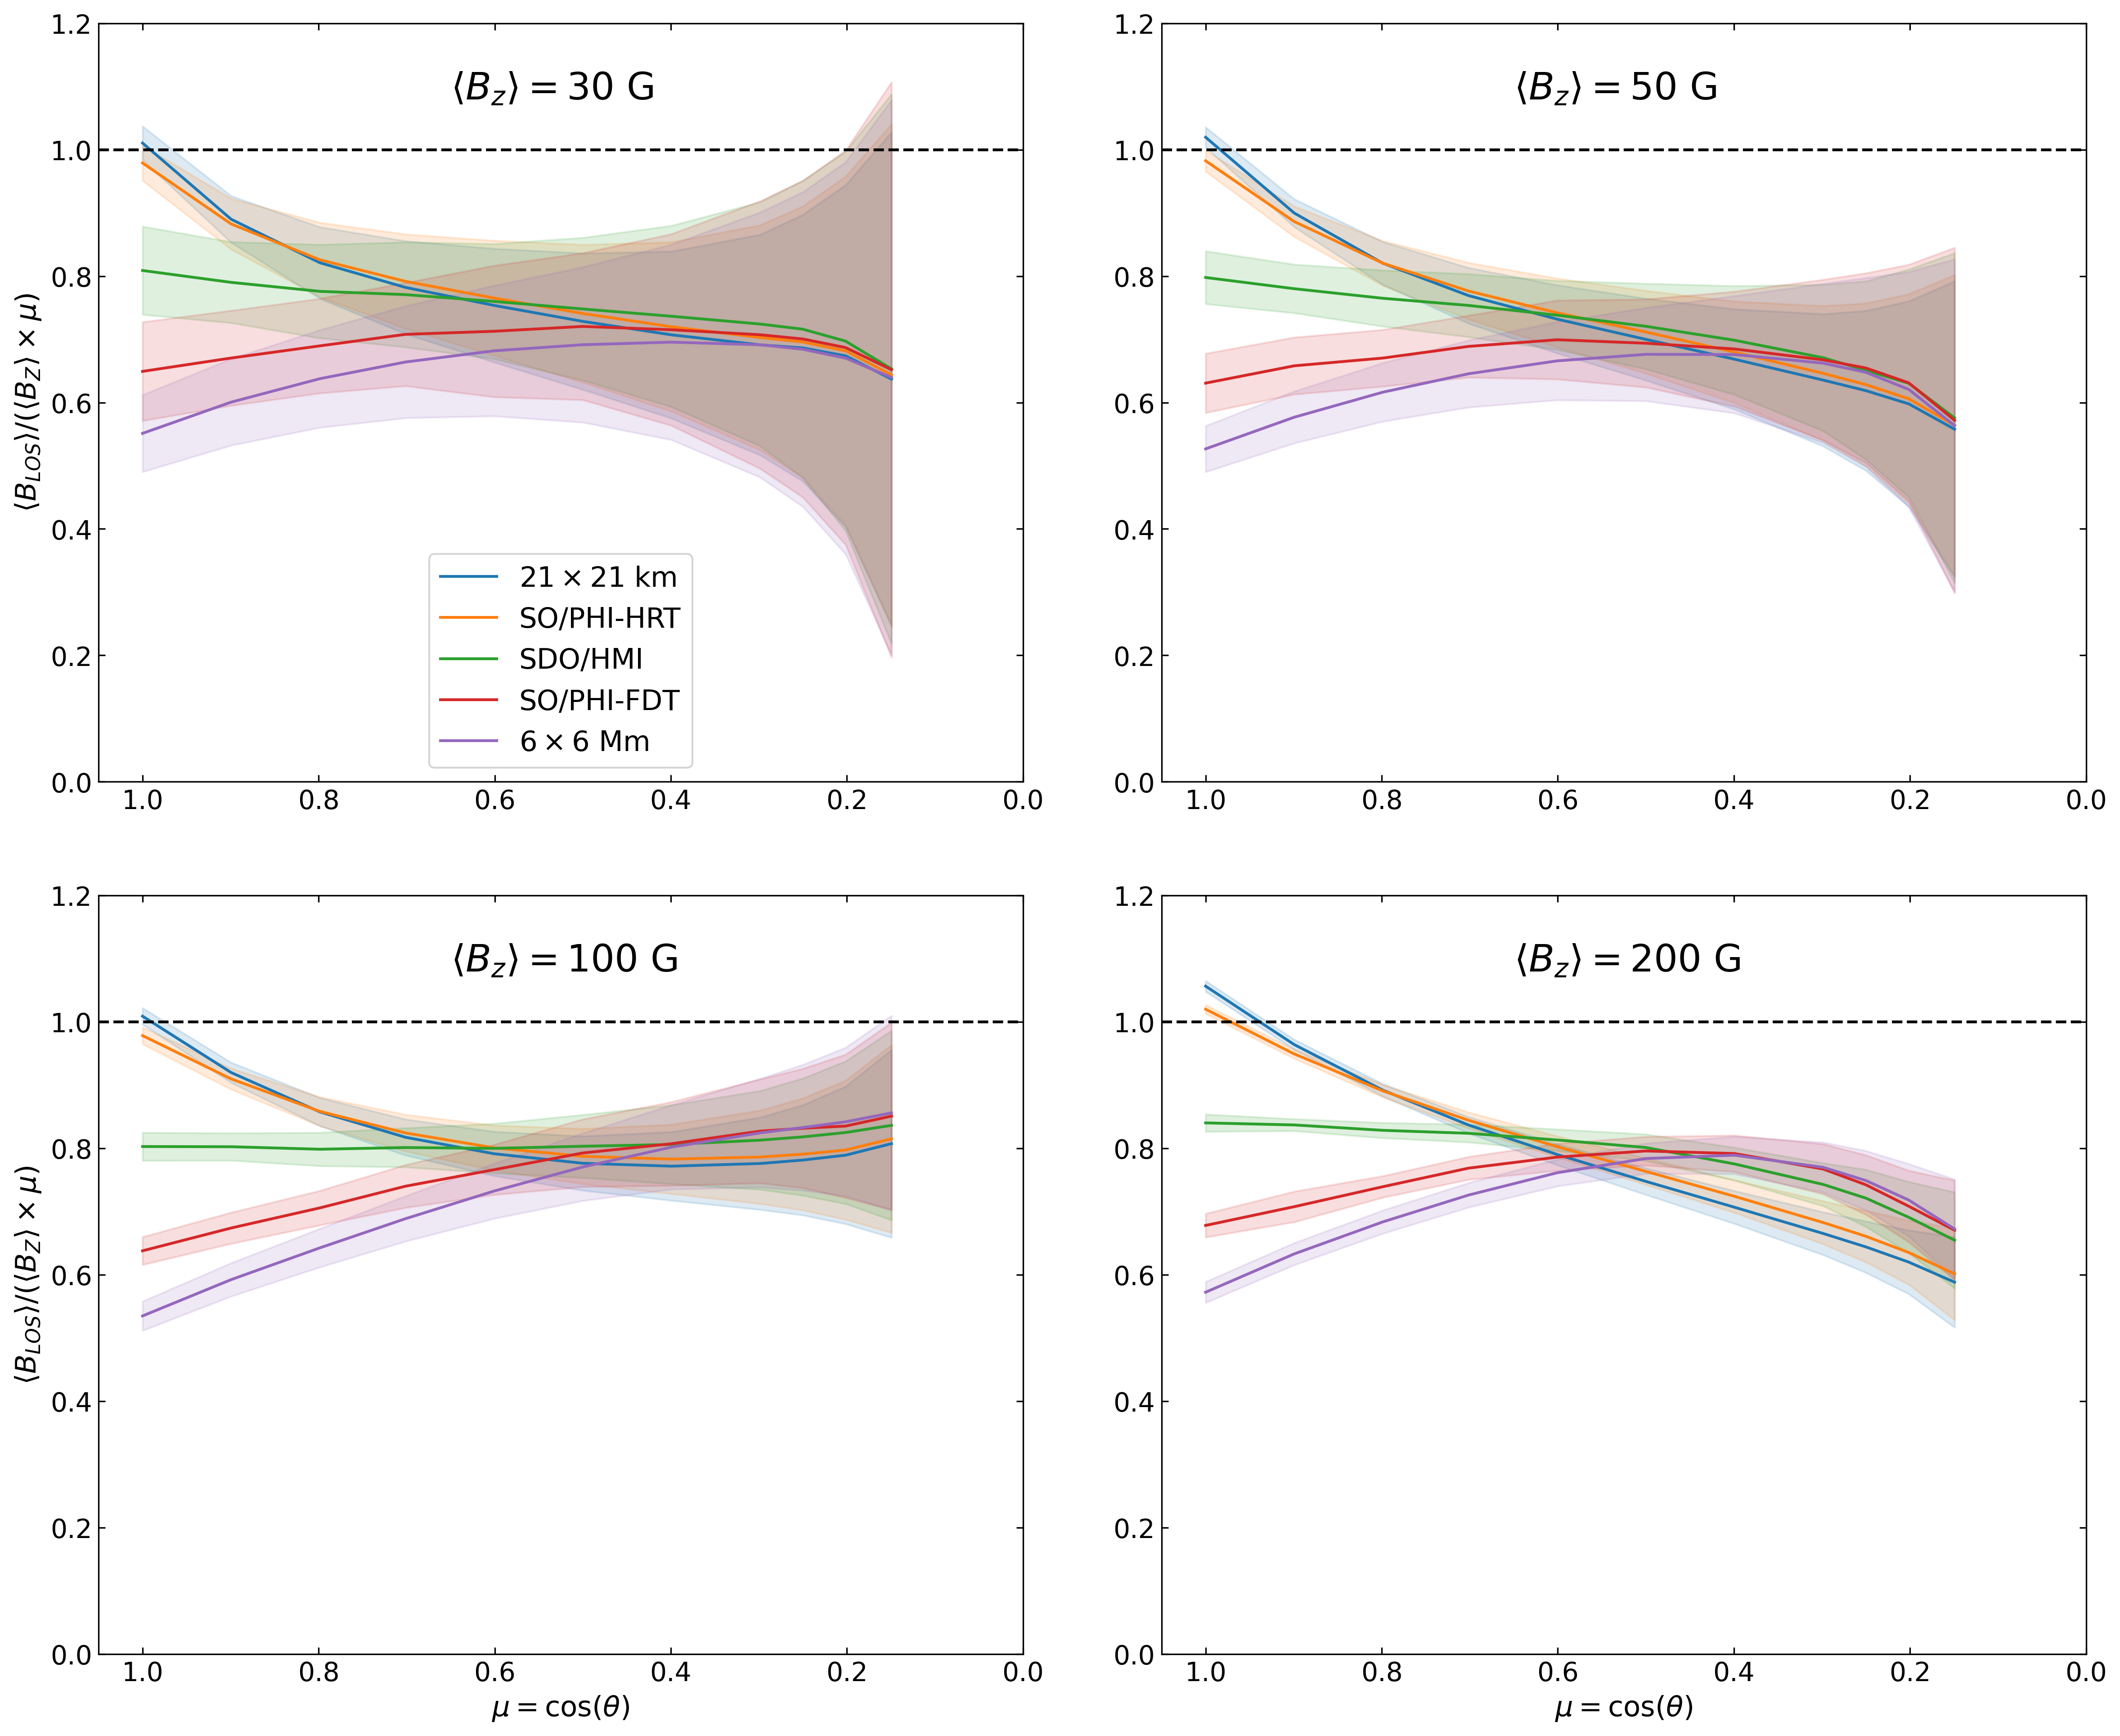 ⟨B_z⟩ = 30 G
1.2
1.0
0.8
0.6
0.4
0.2
0.0
⟨B_LOS⟩/(⟨B_Z⟩ × μ)
21 × 21 km
SO/PHI-HRT
SDO/HMI
SO/PHI-FDT
6 × 6 Mm
1.0 0.8 0.6 0.4 0.2 0.0
⟨B_z⟩ = 50 G
1.2
1.0
0.8
0.6
0.4
0.2
0.0
1.0 0.8 0.6 0.4 0.2 0.0
⟨B_z⟩ = 100 G
1.2
1.0
0.8
0.6
0.4
0.2
0.0
⟨B_LOS⟩/(⟨B_Z⟩ × μ)
1.0 0.8 0.6 0.4 0.2 0.0
μ = cos(θ)
⟨B_z⟩ = 200 G
1.2
1.0
0.8
0.6
0.4
0.2
0.0
1.0 0.8 0.6 0.4 0.2 0.0
μ = cos(θ)